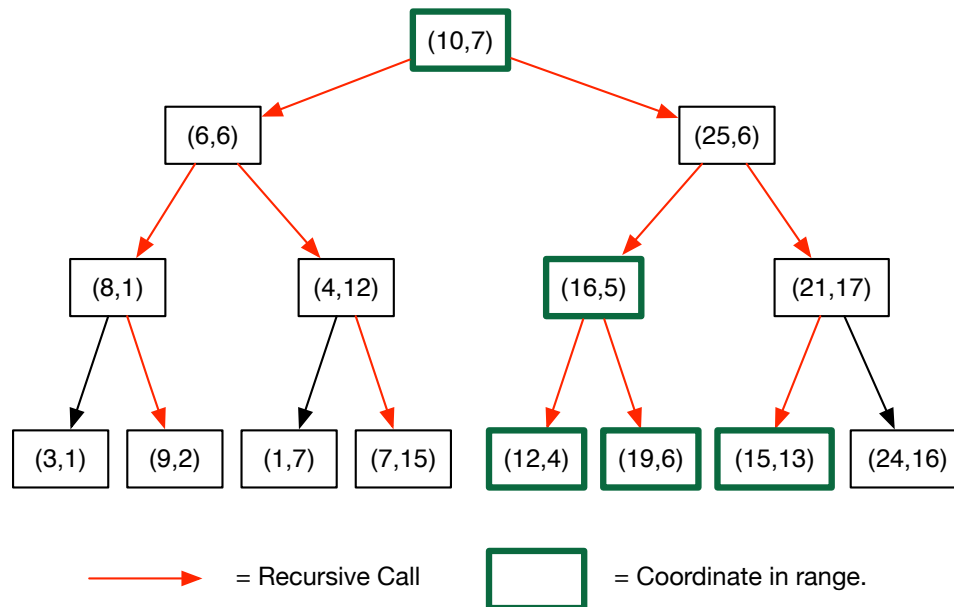 (10,7)
(6,6) (25,6)
(8,1) (4,12) (16,5) (21,17)
(3,1) (9,2) (1,7) (7,15) (12,4) (19,6) (15,13) (24,16)
= Recursive Call = Coordinate in range.